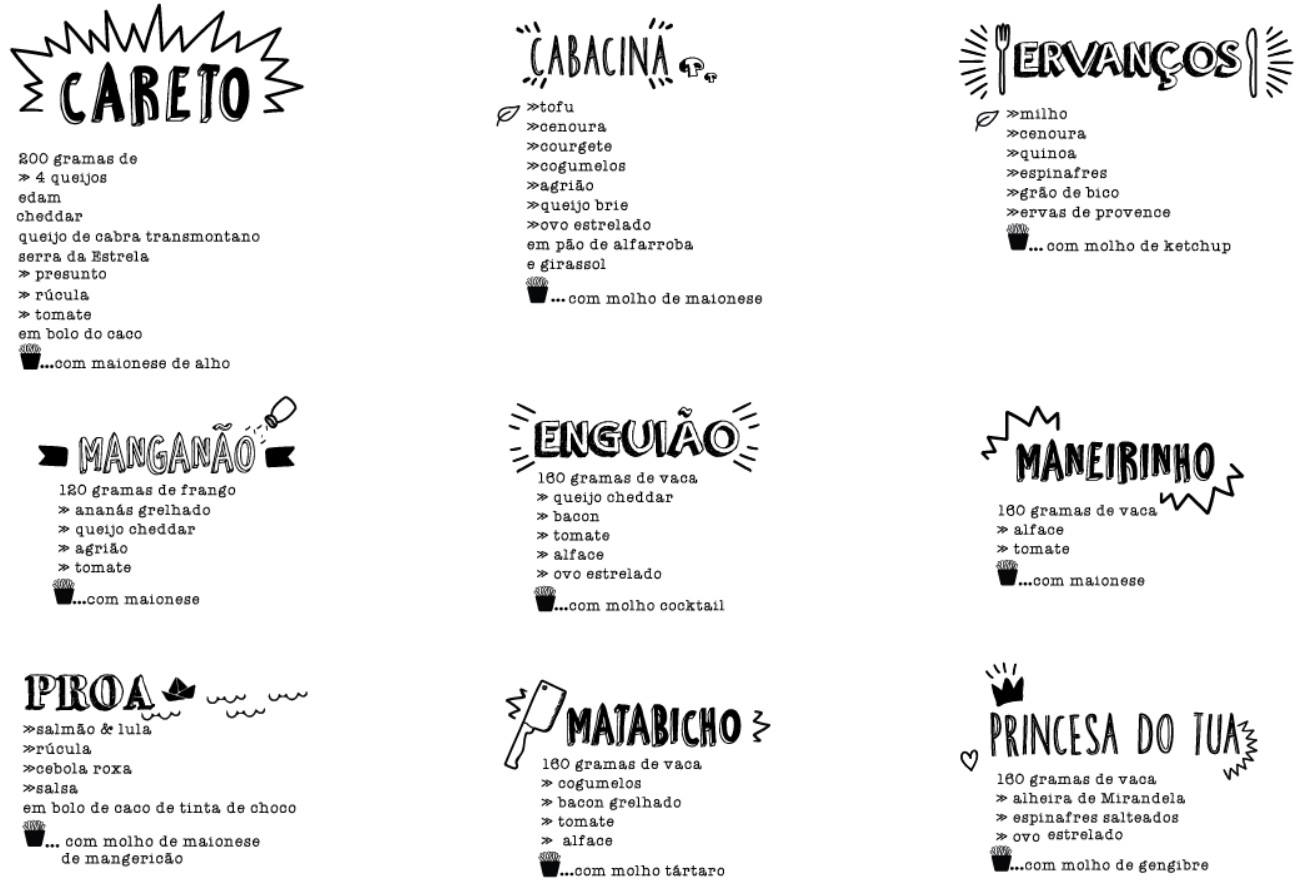 CARETO
200 gramas de
» 4 queijos
edam
cheddar
queijo de cabra transmontano
serra da Estrela
» presunto
» rúcula
» tomate
em bolo do caco
...com maionese de alho
CABACINA
»tofu
»cenoura
»courgete
»cogumelos
»agrião
»queijo brie
»ovo estrelado
em pão de alfarroba
e girassol
... com molho de maionese
ERVANÇOS
»milho
»cenoura
»quinoa
»espinafres
»grão de bico
»ervas de provence
... com molho de ketchup
MANGANÃO
120 gramas de frango
» ananás grelhado
» queijo cheddar
» agrião
» tomate
...com maionese
ENGUIÃO
160 gramas de vaca
» queijo cheddar
» bacon
» tomate
» alface
» ovo estrelado
...com molho cocktail
MANEIRINHO
160 gramas de vaca
» alface
» tomate
...com maionese
PROA
»salmão & lula
»rúcula
»cebola roxa
»salsa
em bolo de caco de tinta de choco
... com molho de maionese
de mangericão
MATABICHO
160 gramas de vaca
» cogumelos
» bacon grelhado
» tomate
» alface
...com molho tártaro
PRINCESA DO TUA
160 gramas de vaca
» alheira de Mirandela
» espinafres salteados
» ovo estrelado
...com molho de gengibre